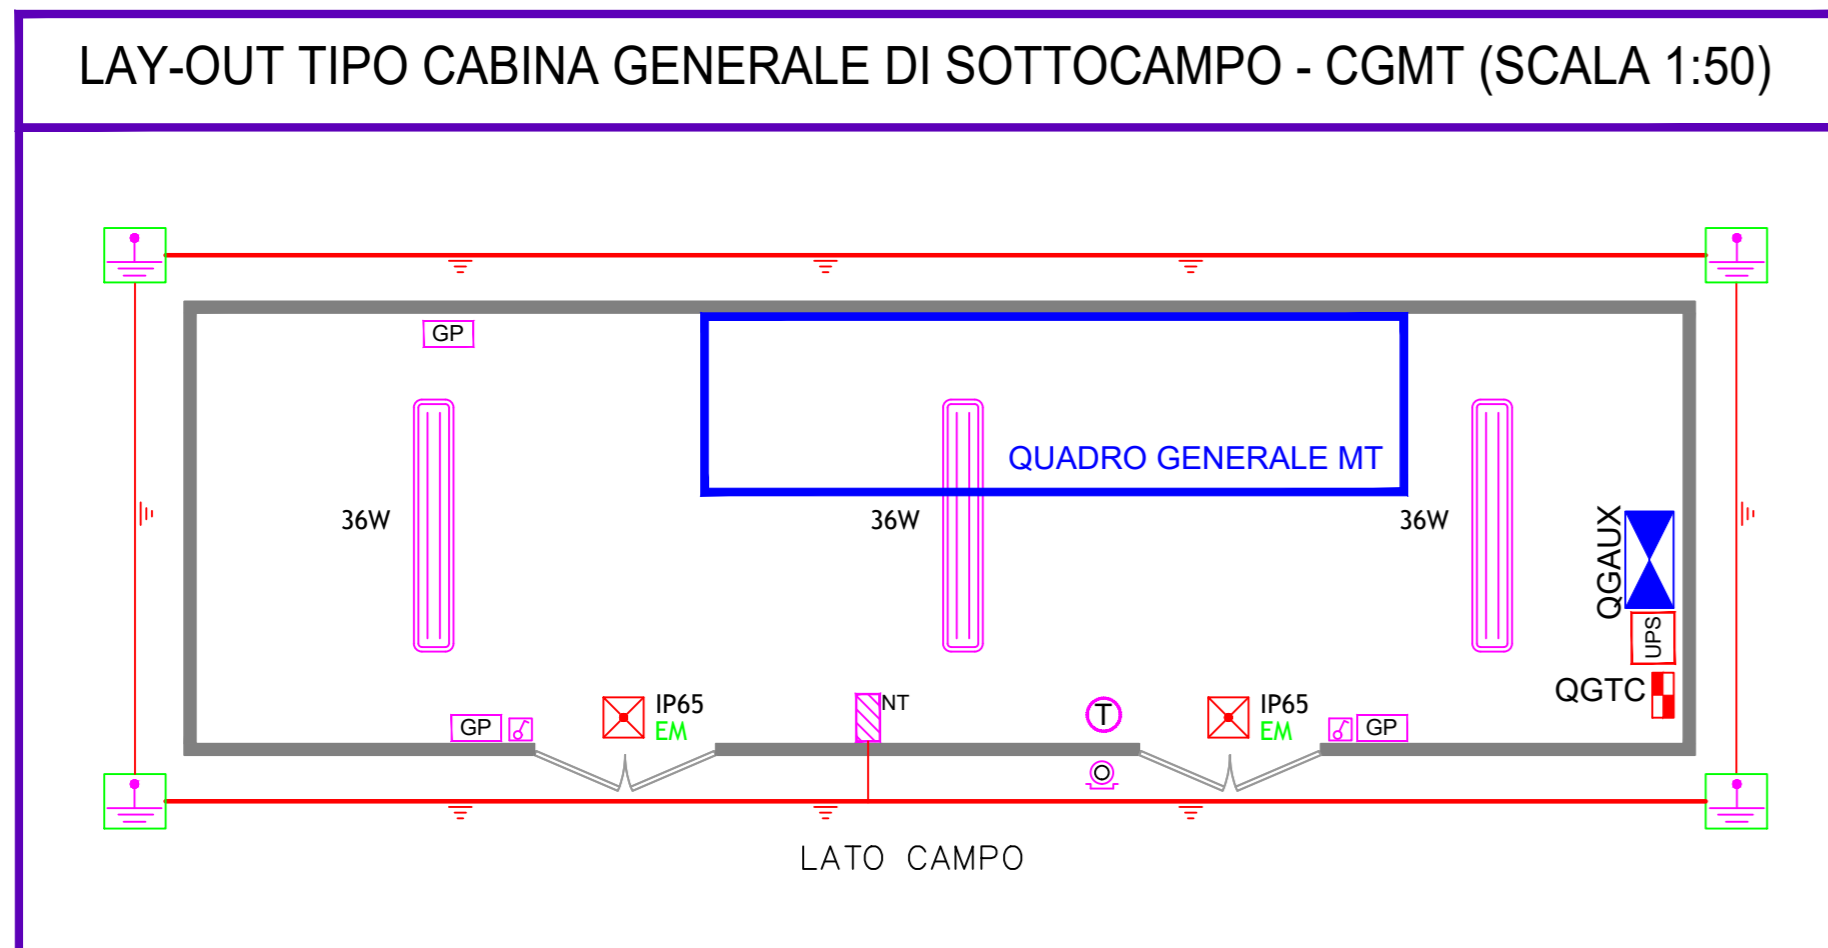 LAY-OUT TIPO CABINA GENERALE DI SOTTOCAMPO - CGMT (SCALA 1:50)
GP
QUADRO GENERALE MT
36W
36W
36W
QGAUX
UPS
QGTC
GP
IP65
EM
NT
T
IP65
EM
GP
LATO CAMPO